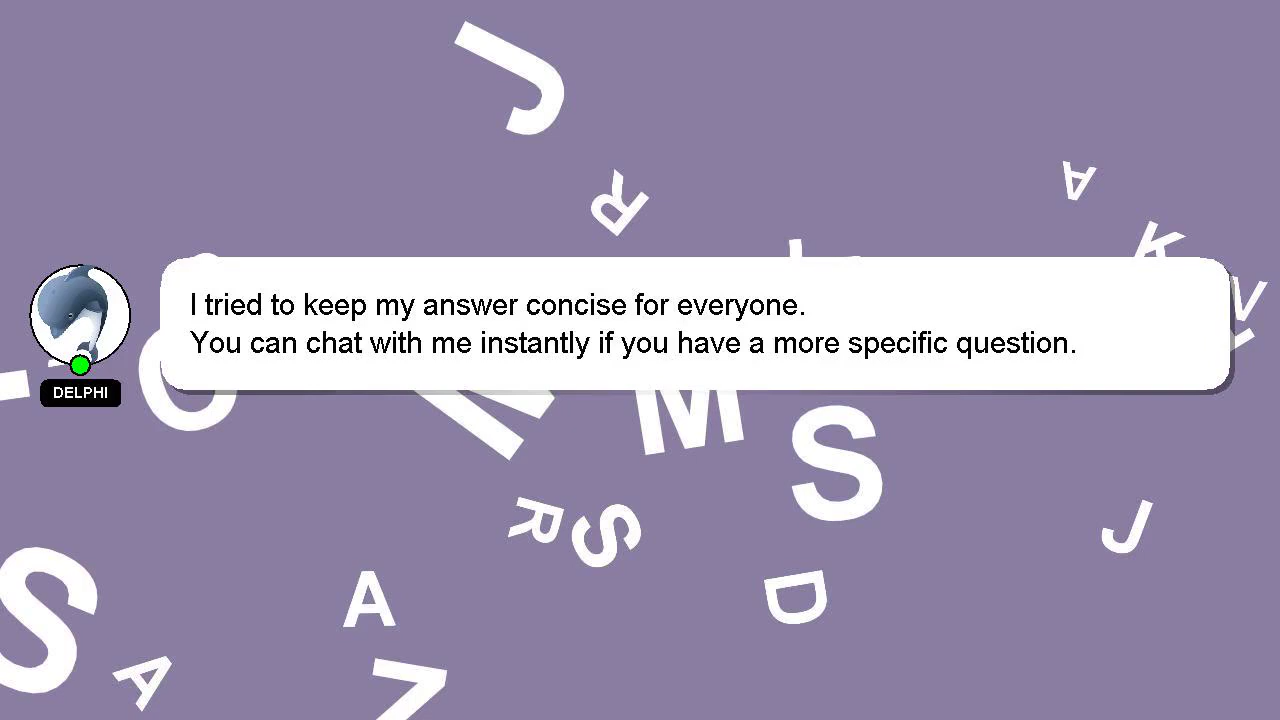 I tried to keep my answer concise for everyone.
You can chat with me instantly if you have a more specific question.
DELPHI
J
R
A
K
V
O
M
S
R
S
J
D
A
S
A
Z